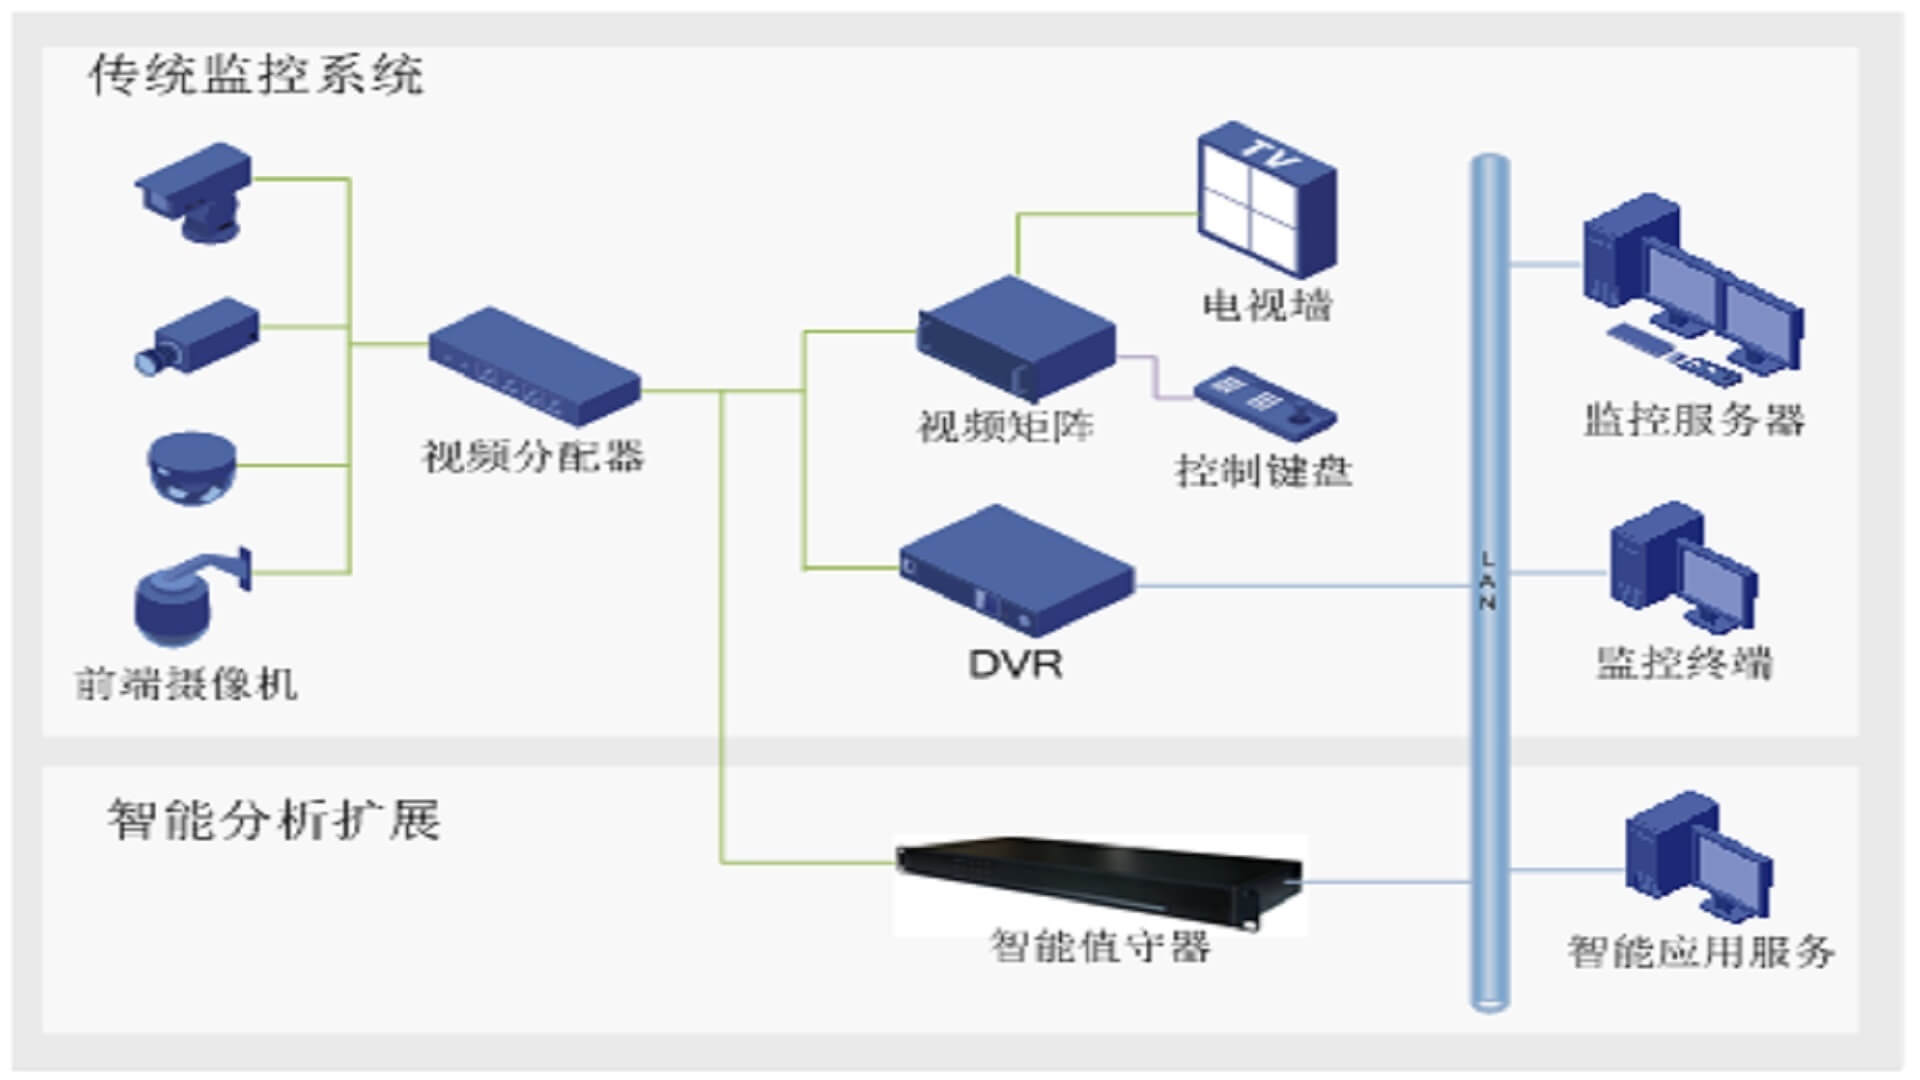 传统监控系统
TV
电视墙
视频矩阵
控制键盘
监控服务器
视频分配器
LAN
DVR
监控终端
前端摄像机
智能分析扩展
智能值守器
智能应用服务